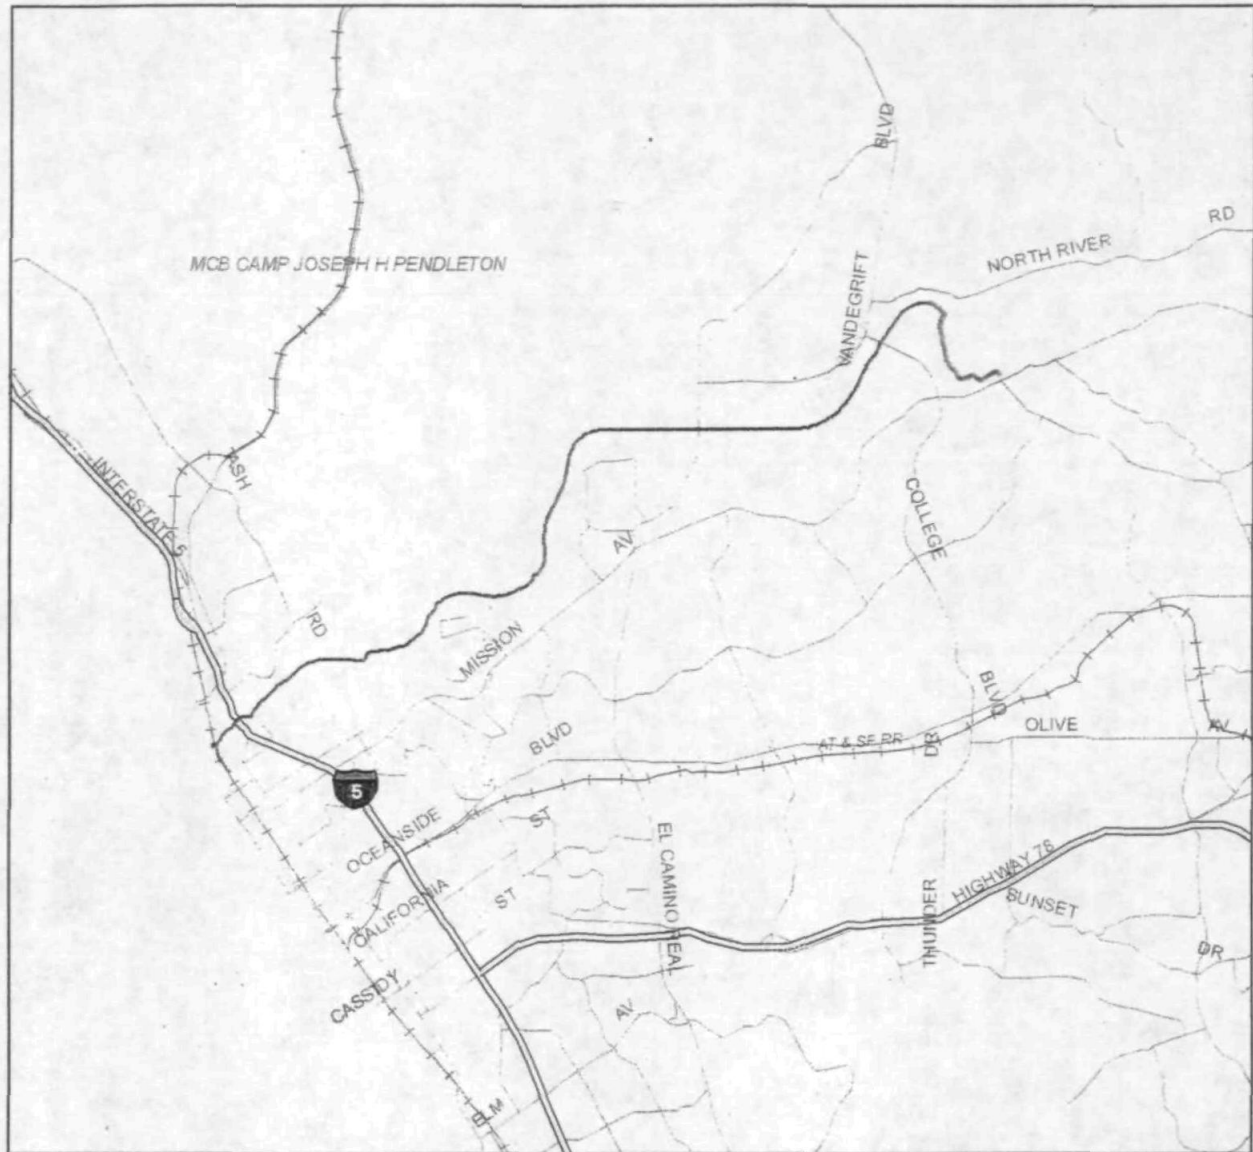 BLVD
RD
NORTH RIVER
MCB CAMP JOSEPH H PENDLETON
VANDEGRIFT
ASH
INTERSTATE 5
COLLEGE
AV
RD
MISSION
BLVD
OLIVE
AV
BLVD
AT & SF RR
DR
5
OCEANSIDE
ST
EL CAMINO REAL
HIGHWAY 78
CALIFORNIA
ST
THUNDER
SUNSET
DR
CASSIDY
AV
ELM